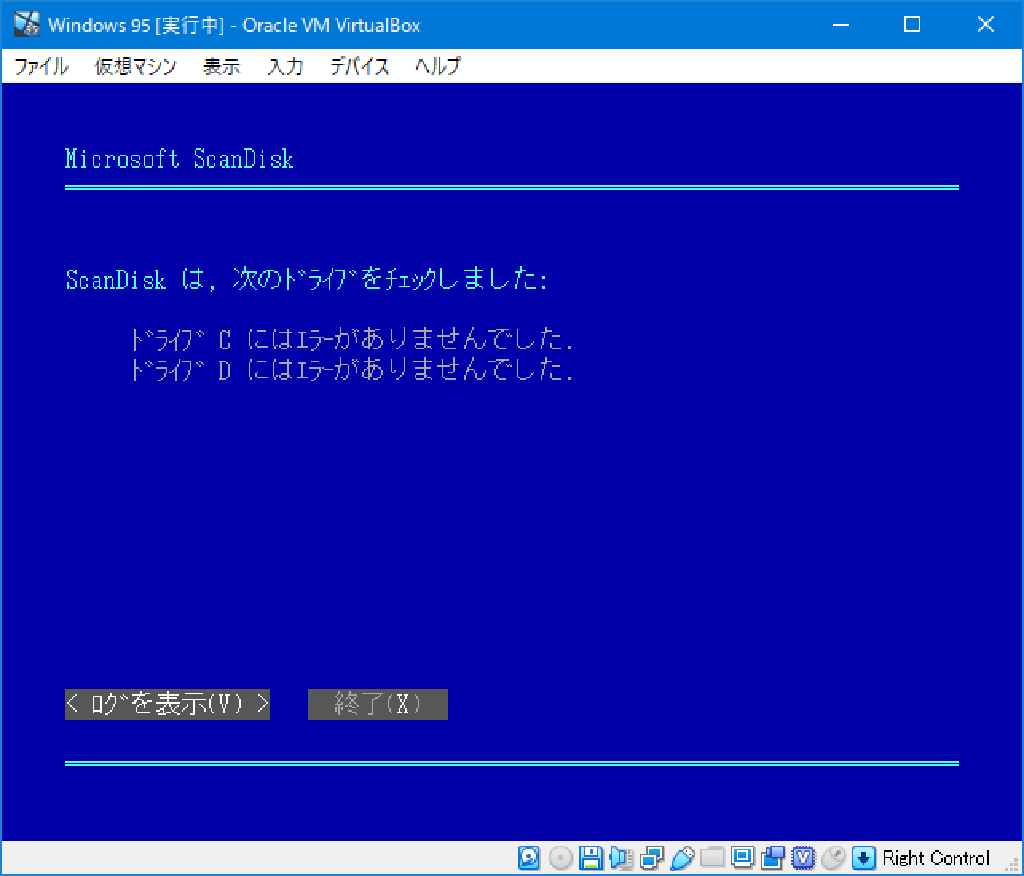 Windows 95 [実行中] - Oracle VM VirtualBox
ファイル 仮想マシン 表示 入力 デバイス ヘルプ
Microsoft ScanDisk
ScanDisk は, 次のﾄﾞﾗｲﾌﾞをﾁｪｯｸしました:
ﾄﾞﾗｲﾌﾞ C にはｴﾗｰがありませんでした.
ﾄﾞﾗｲﾌﾞ D にはｴﾗｰがありませんでした.
< ﾛｸﾞを表示(V) > 終了(X)
Right Control